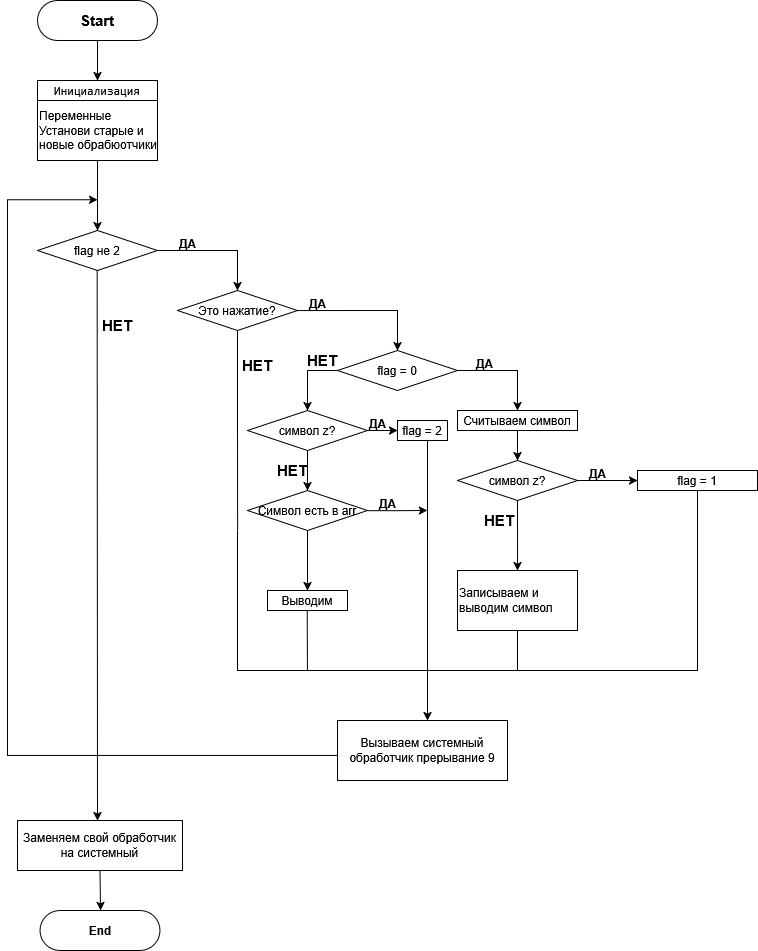 Start
Инициализация
Переменные
Установи старые и
новые обрабюотчики
flag не 2
ДА
НЕТ
Это нажатие?
ДА
НЕТ
flag = 0
НЕТ
ДА
символ z?
ДА
flag = 2
Считываем символ
НЕТ
символ z?
ДА
flag = 1
Символ есть в arr
ДА
НЕТ
Выводим
Записываем и
выводим символ
Вызываем системный
обработчик прерывание 9
Заменяем свой обработчик
на системный
End